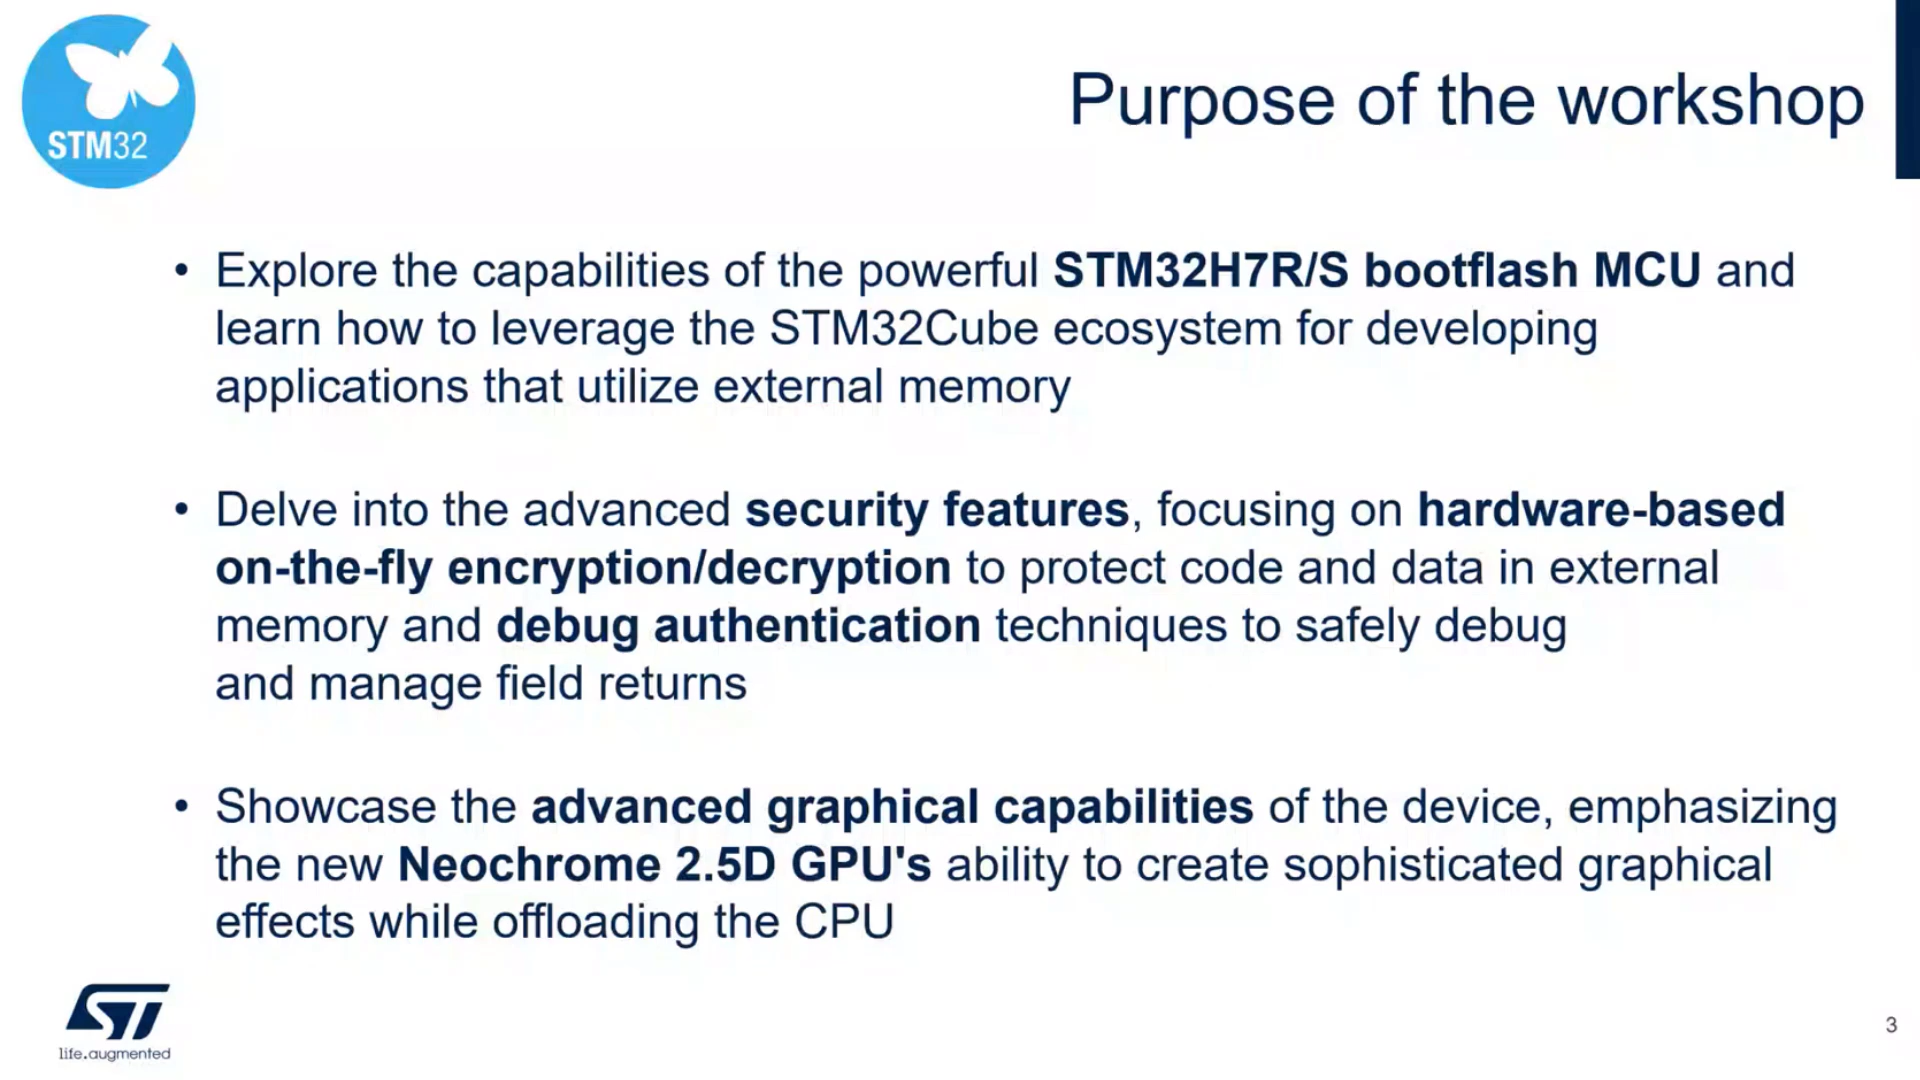 STM32
Purpose of the workshop
• Explore the capabilities of the powerful STM32H7R/S bootflash MCU and
learn how to leverage the STM32Cube ecosystem for developing
applications that utilize external memory
• Delve into the advanced security features, focusing on hardware-based
on-the-fly encryption/decryption to protect code and data in external
memory and debug authentication techniques to safely debug
and manage field returns
• Showcase the advanced graphical capabilities of the device, emphasizing
the new Neochrome 2.5D GPU's ability to create sophisticated graphical
effects while offloading the CPU
ST
life.augmented
3